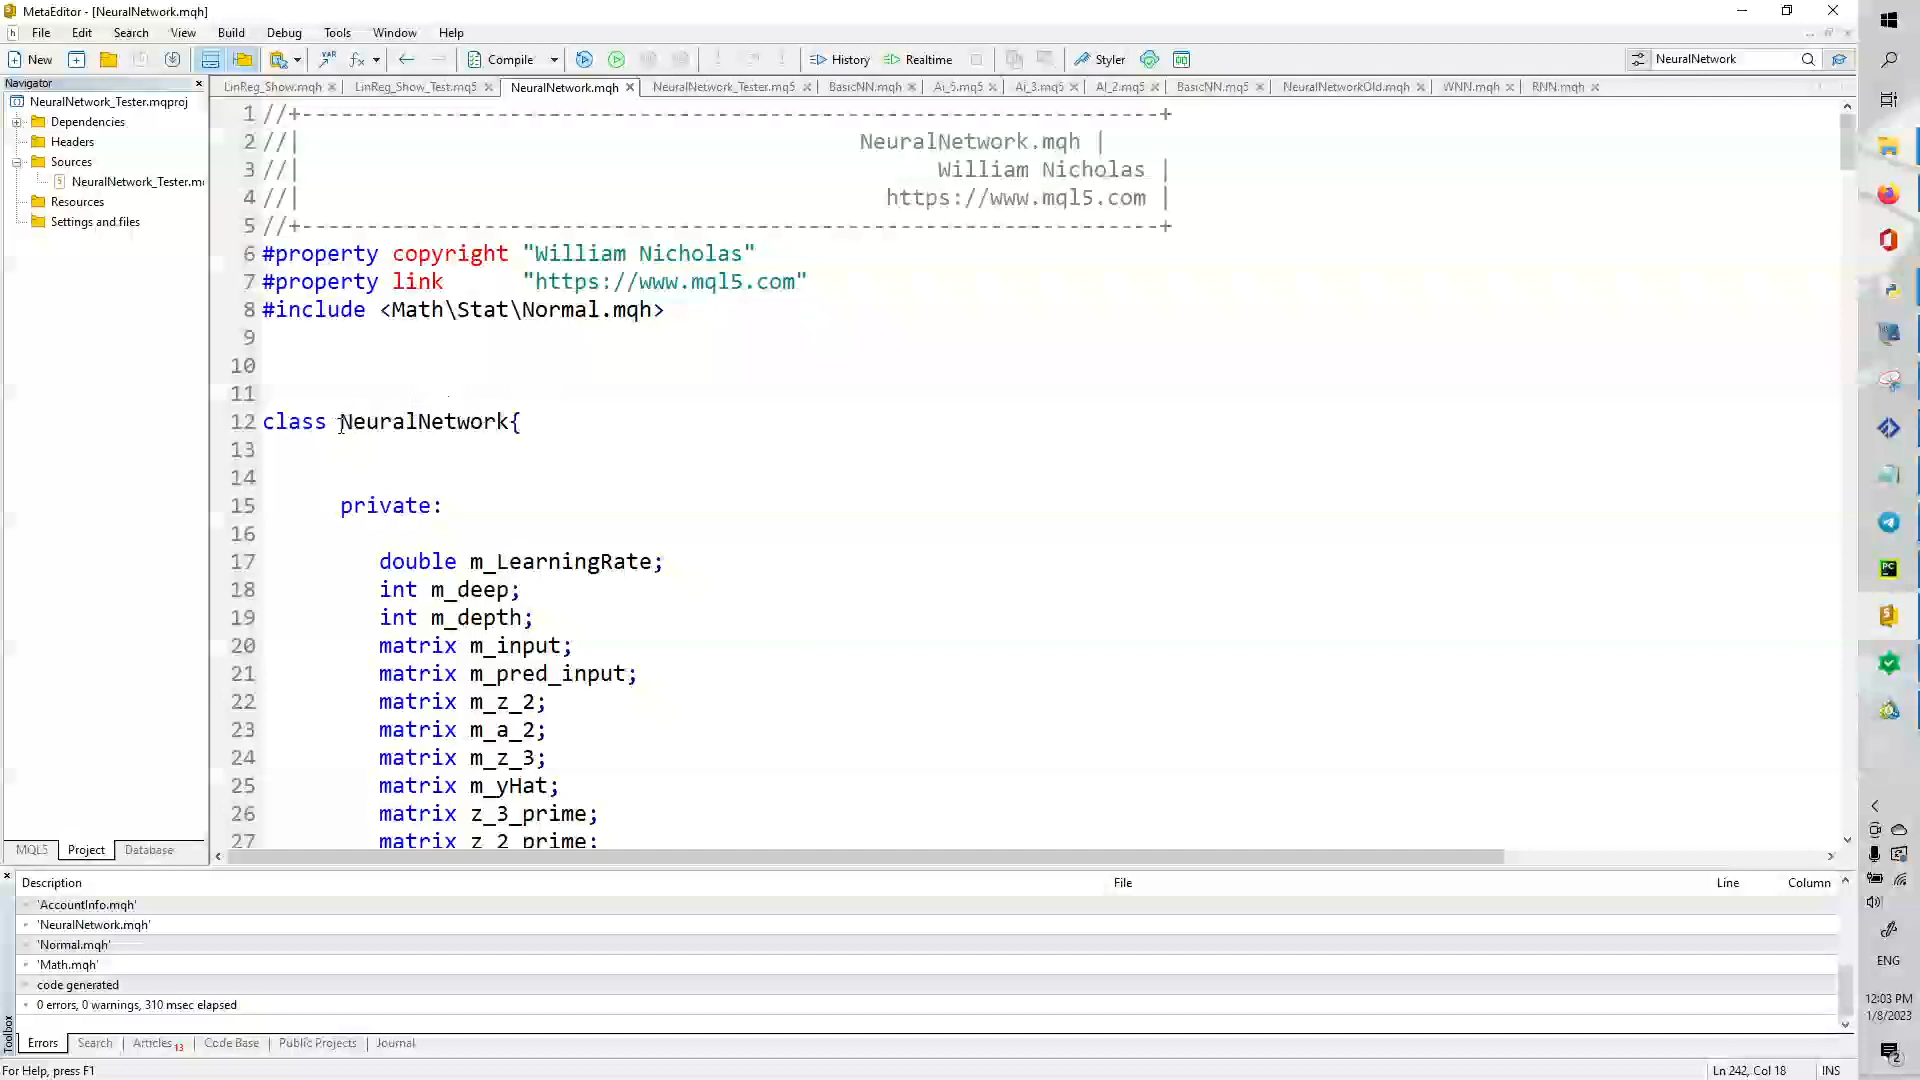 MetaEditor - [NeuralNetwork.mqh]
File Edit Search View Build Debug Tools Window Help
New Compile History Realtime Styler NeuralNetwork
Navigator
LinReg_Show.mqh LinReg_Show_Test.mq5 NeuralNetwork.mqh NeuralNetwork_Tester.mq5 BasicNN.mqh Ai_5.mq5 Ai_3.mq5 AI_2.mq5 BasicNN.mq5 NeuralNetworkOld.mqh WNN.mqh RNN.mqh
NeuralNetwork_Tester.mqproj
Dependencies
Headers
Sources
NeuralNetwork_Tester.m
Resources
Settings and files
1 //+------------------------------------------------------------------+
2 //| NeuralNetwork.mqh |
3 //| William Nicholas |
4 //| https://www.mql5.com |
5 //+------------------------------------------------------------------+
6 #property copyright "William Nicholas"
7 #property link "https://www.mql5.com"
8 #include <Math\Stat\Normal.mqh>
9
10
11
12 class NeuralNetwork{
13
14
15 private:
16
17 double m_LearningRate;
18 int m_deep;
19 int m_depth;
20 matrix m_input;
21 matrix m_pred_input;
22 matrix m_z_2;
23 matrix m_a_2;
24 matrix m_z_3;
25 matrix m_yHat;
26 matrix z_3_prime;
27 matrix z_2_prime;
MQL5 Project Database
Description File Line Column
'AccountInfo.mqh'
'NeuralNetwork.mqh'
'Normal.mqh'
'Math.mqh'
code generated
0 errors, 0 warnings, 310 msec elapsed
Toolbox
Errors Search Articles 13 Code Base Public Projects Journal
For Help, press F1 Ln 242, Col 18 INS
ENG
12:03 PM
1/8/2023
2